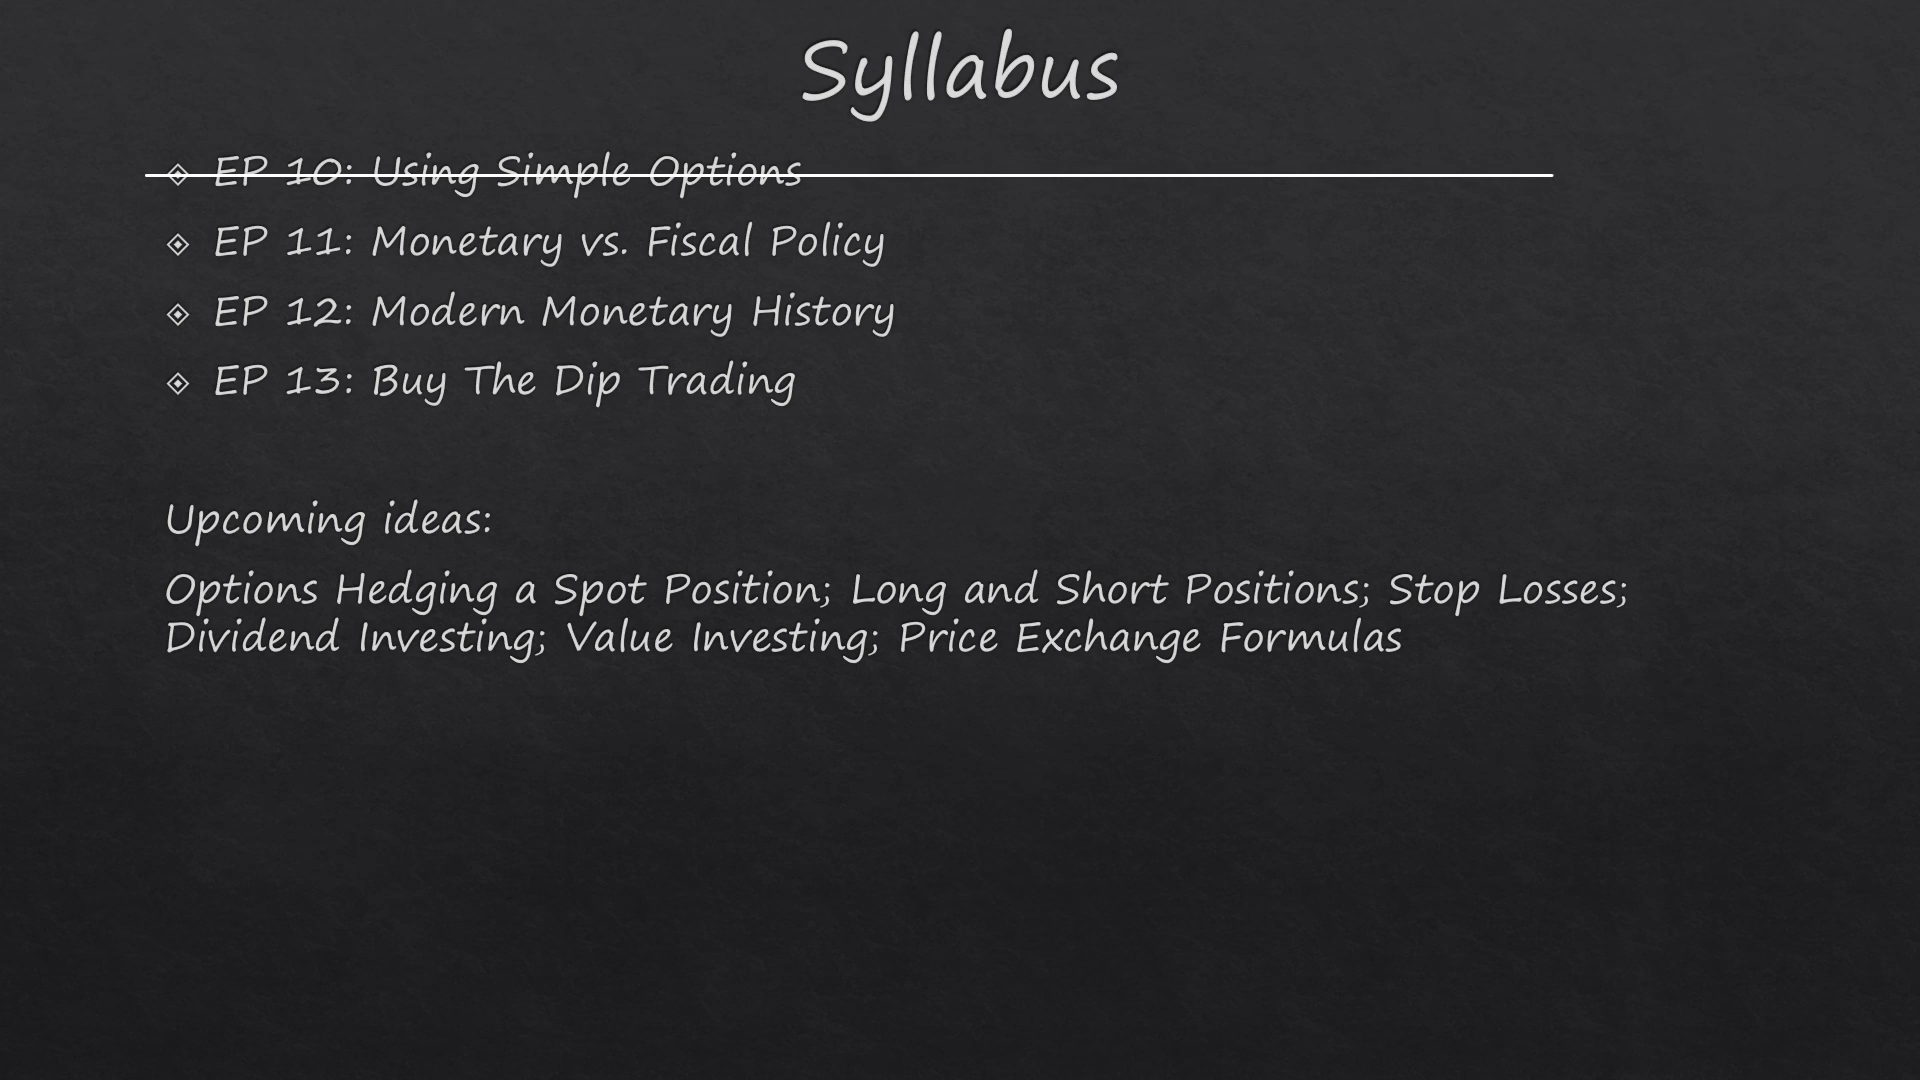 Syllabus
EP 10: Using Simple Options
EP 11: Monetary vs. Fiscal Policy
EP 12: Modern Monetary History
EP 13: Buy The Dip Trading
Upcoming ideas:
Options Hedging a Spot Position; Long and Short Positions; Stop Losses;
Dividend Investing; Value Investing; Price Exchange Formulas